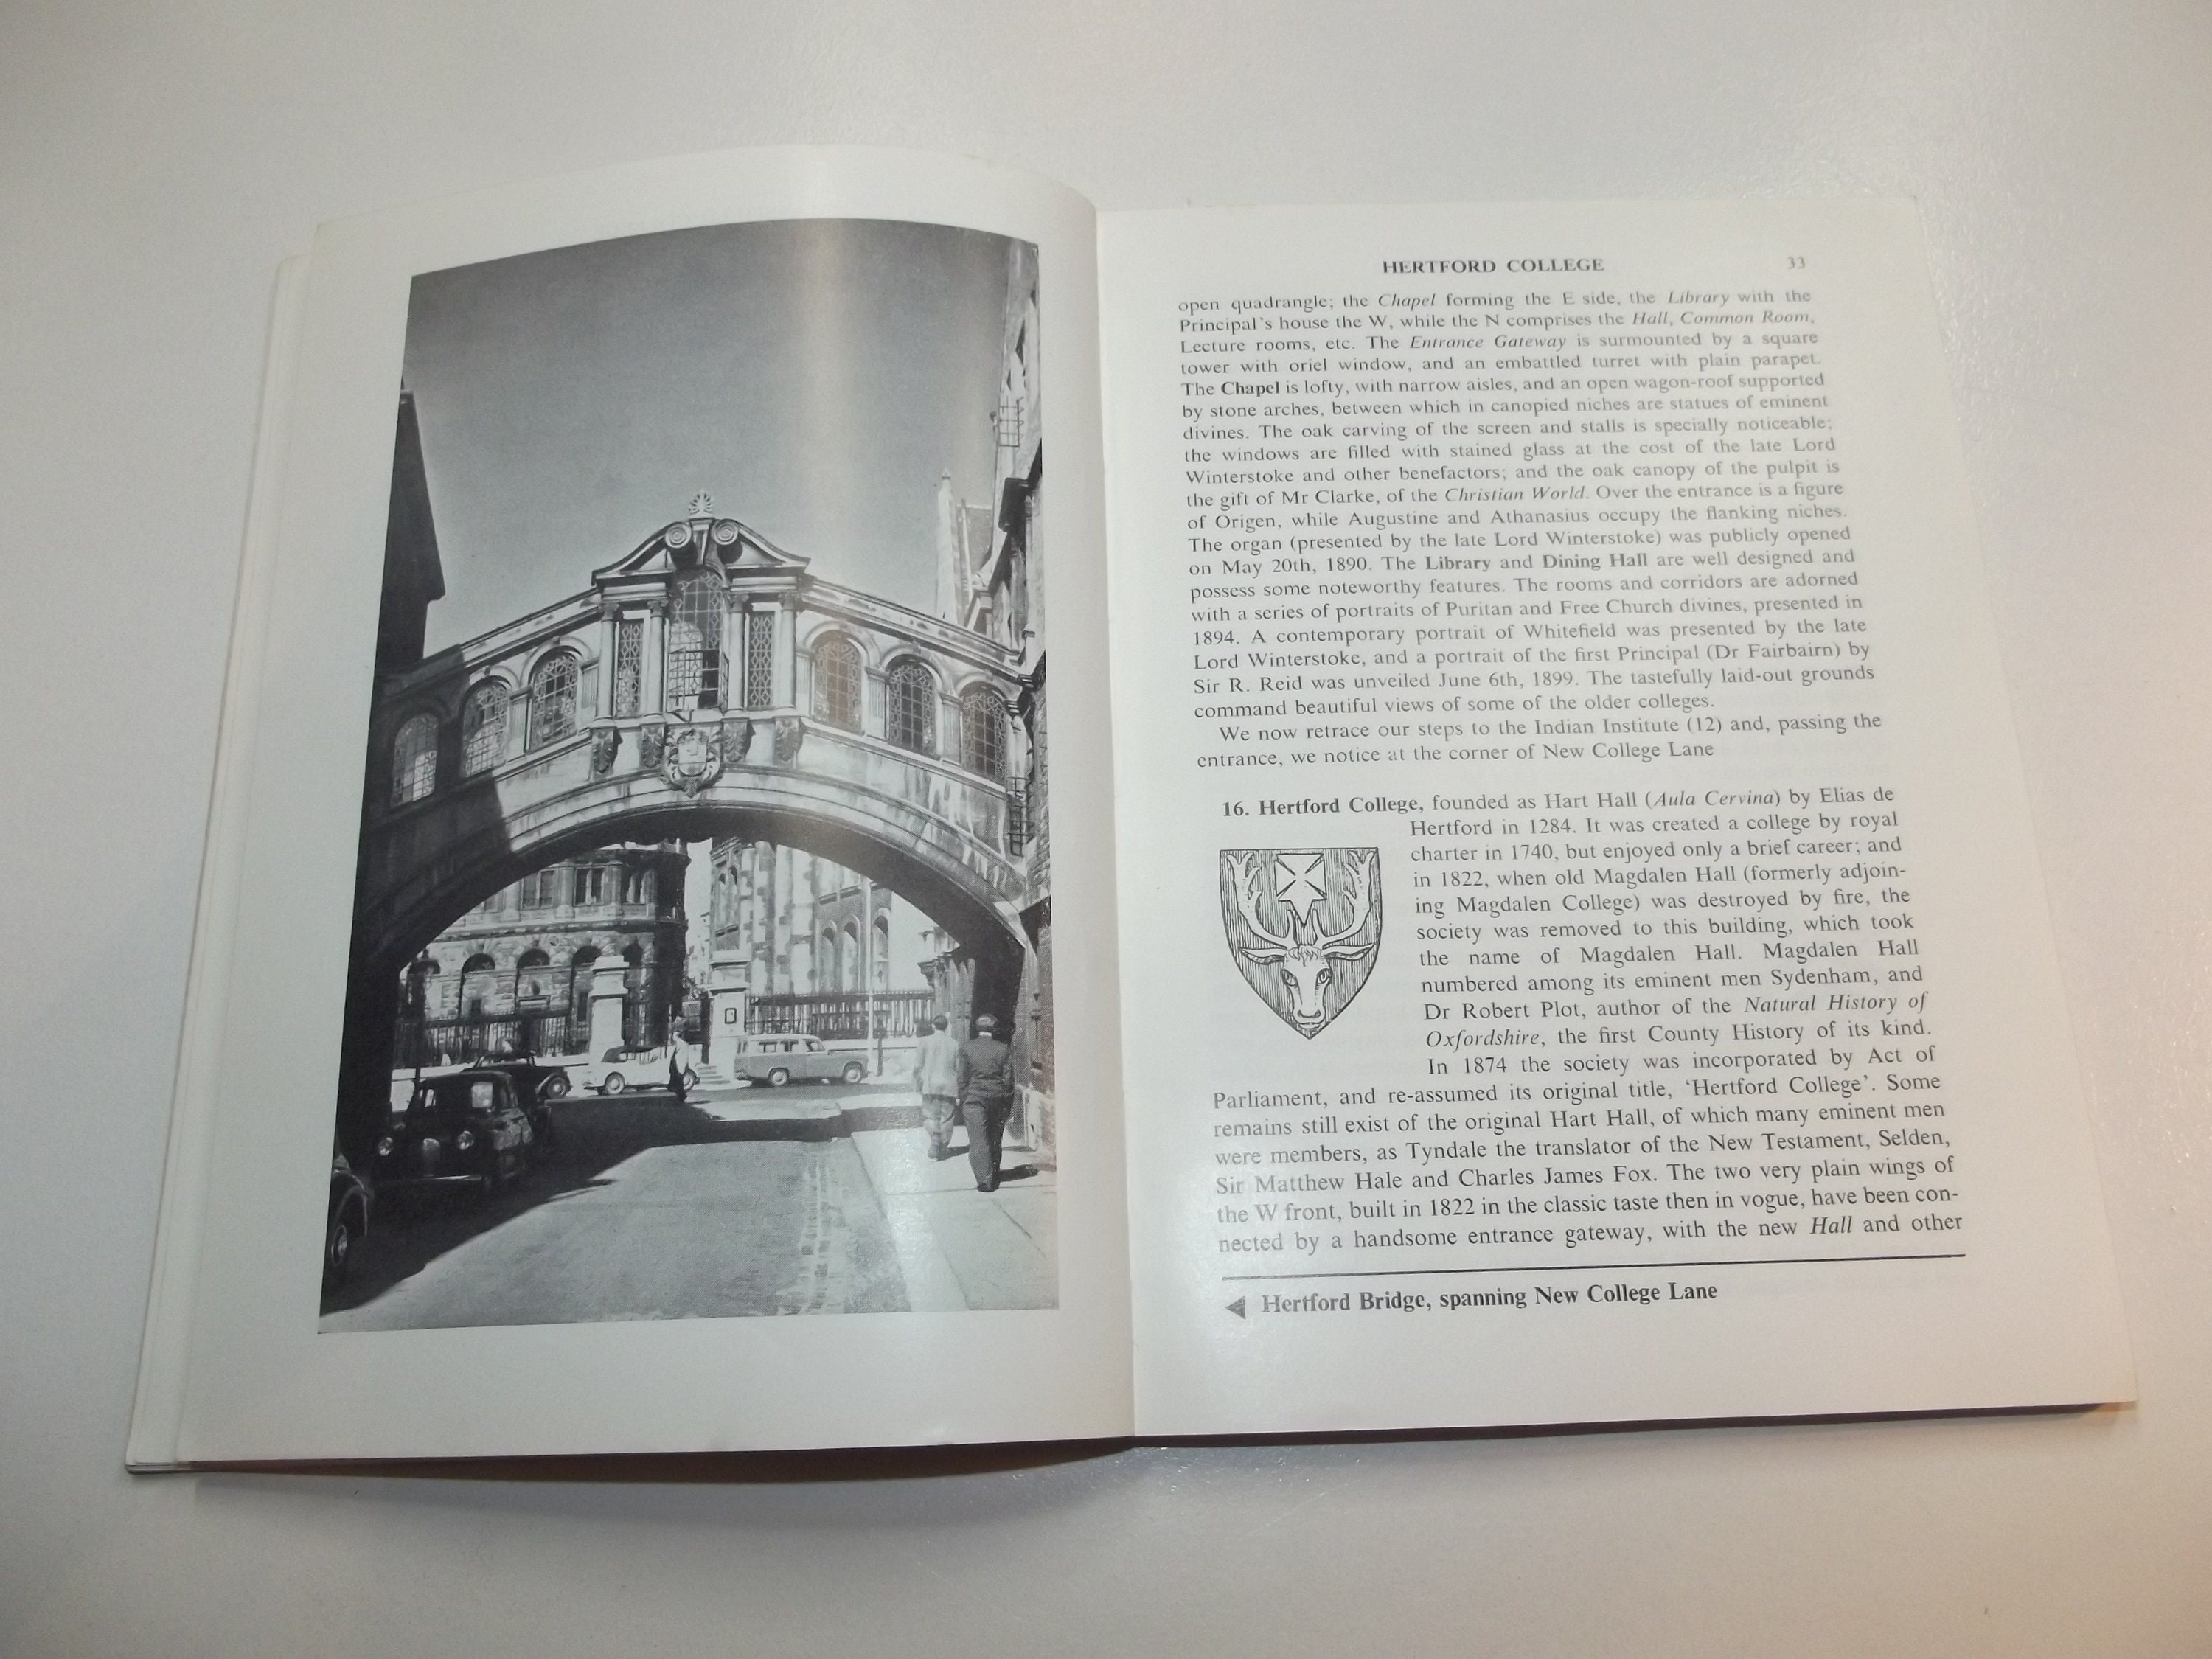 HERTFORD COLLEGE 33
open quadrangle; the Chapel forming the E side, the Library with the
Principal's house the W, while the N comprises the Hall, Common Room,
Lecture rooms, etc. The Entrance Gateway is surmounted by a square
tower with oriel window, and an embattled turret with plain parapet.
The Chapel is lofty, with narrow aisles, and an open wagon-roof supported
by stone arches, between which in canopied niches are statues of eminent
divines. The oak carving of the screen and stalls is specially noticeable;
the windows are filled with stained glass at the cost of the late Lord
Winterstoke and other benefactors; and the oak canopy of the pulpit is
the gift of Mr Clarke, of the Christian World. Over the entrance is a figure
of Origen, while Augustine and Athanasius occupy the flanking niches.
The organ (presented by the late Lord Winterstoke) was publicly opened
on May 20th, 1890. The Library and Dining Hall are well designed and
possess some noteworthy features. The rooms and corridors are adorned
with a series of portraits of Puritan and Free Church divines, presented in
1894. A contemporary portrait of Whitefield was presented by the late
Lord Winterstoke, and a portrait of the first Principal (Dr Fairbairn) by
Sir R. Reid was unveiled June 6th, 1899. The tastefully laid-out grounds
command beautiful views of some of the older colleges.
We now retrace our steps to the Indian Institute (12) and, passing the
entrance, we notice at the corner of New College Lane
16. Hertford College, founded as Hart Hall (Aula Cervina) by Elias de
Hertford in 1284. It was created a college by royal
charter in 1740, but enjoyed only a brief career; and
in 1822, when old Magdalen Hall (formerly adjoin-
ing Magdalen College) was destroyed by fire, the
society was removed to this building, which took
the name of Magdalen Hall. Magdalen Hall
numbered among its eminent men Sydenham, and
Dr Robert Plot, author of the Natural History of
Oxfordshire, the first County History of its kind.
In 1874 the society was incorporated by Act of
Parliament, and re-assumed its original title, 'Hertford College'. Some
remains still exist of the original Hart Hall, of which many eminent men
were members, as Tyndale the translator of the New Testament, Selden,
Sir Matthew Hale and Charles James Fox. The two very plain wings of
the W front, built in 1822 in the classic taste then in vogue, have been con-
nected by a handsome entrance gateway, with the new Hall and other
◀ Hertford Bridge, spanning New College Lane